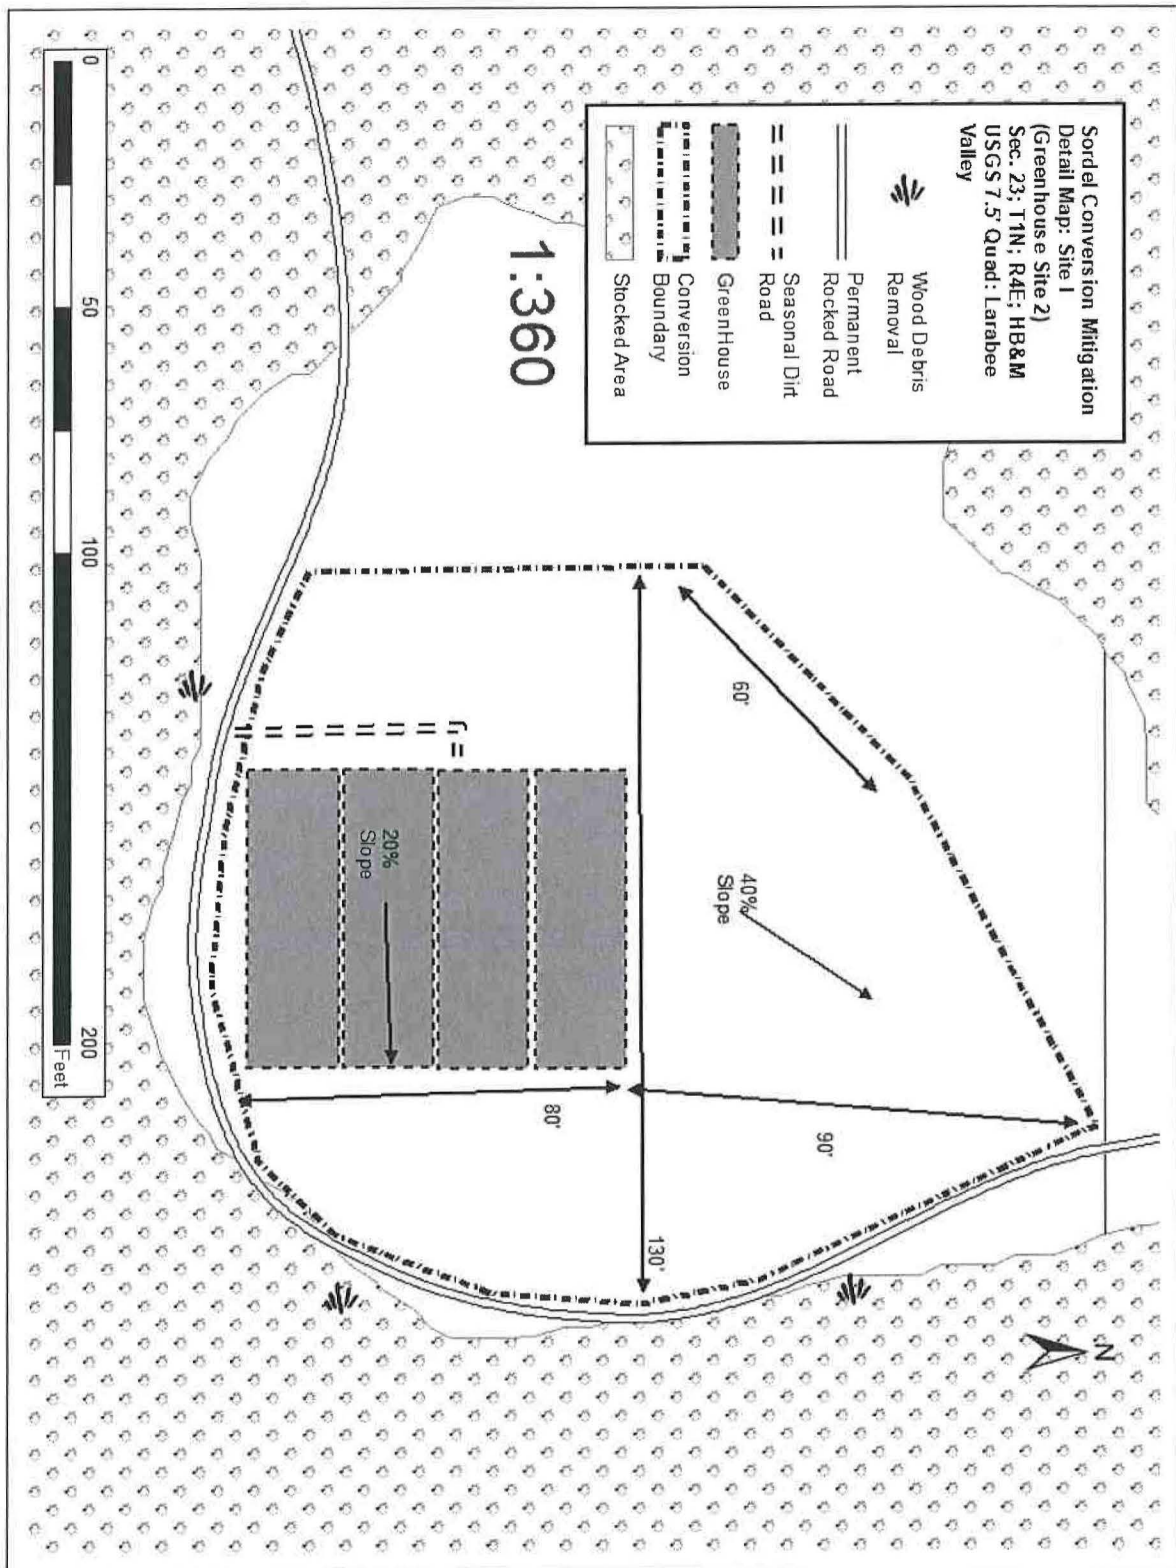 Sordel Conversion Mitigation
Detail Map: Site I
(Greenhouse Site 2)
Sec. 23; T1N; R4E; HB&M
USGS 7.5' Quad: Larabee
Valley
Wood Debris
Removal
Permanant
Rocked Road
Seasonal Dirt
Road
GreenHouse
Conversion
Boundary
Stocked Area
1:360
N
60'
40%
Slope
90'
130'
80'
20%
Slope
0 50 100 200
Feet